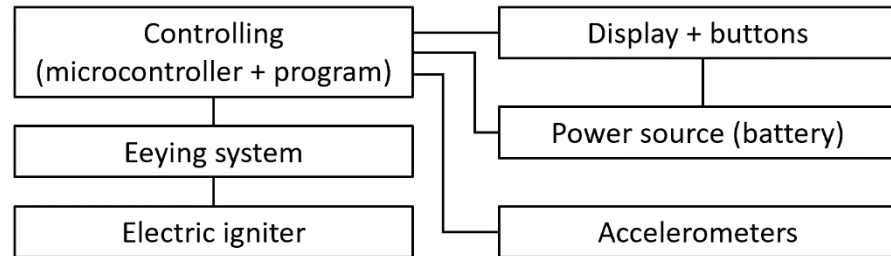 Controlling
(microcontroller + program)
Eeying system
Electric igniter
Display + buttons
Power source (battery)
Accelerometers